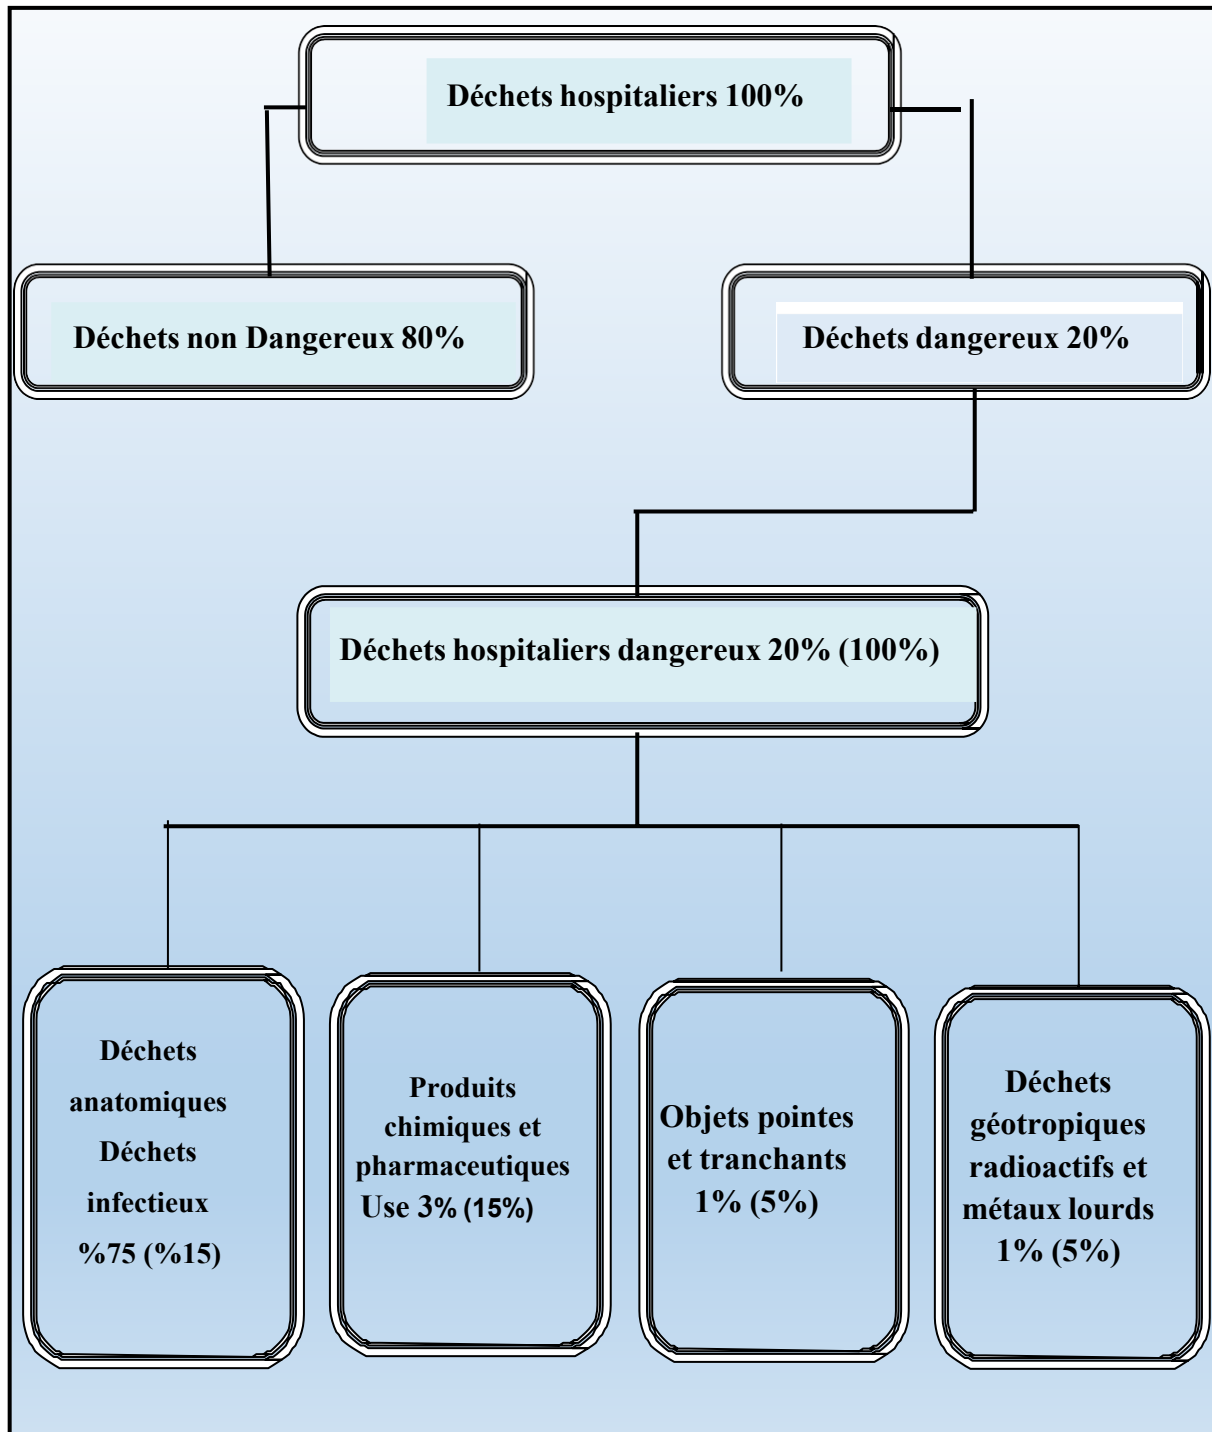 Déchets hospitaliers 100%
Déchets non Dangereux 80%
Déchets dangereux 20%
Déchets hospitaliers dangereux 20% (100%)
Déchets
anatomiques
Déchets
infectieux
%75 (%15)
Produits
chimiques et
pharmaceutiques
Use 3% (15%)
Objets pointes
et tranchants
1% (5%)
Déchets
géotropiques
radioactifs et
métaux lourds
1% (5%)